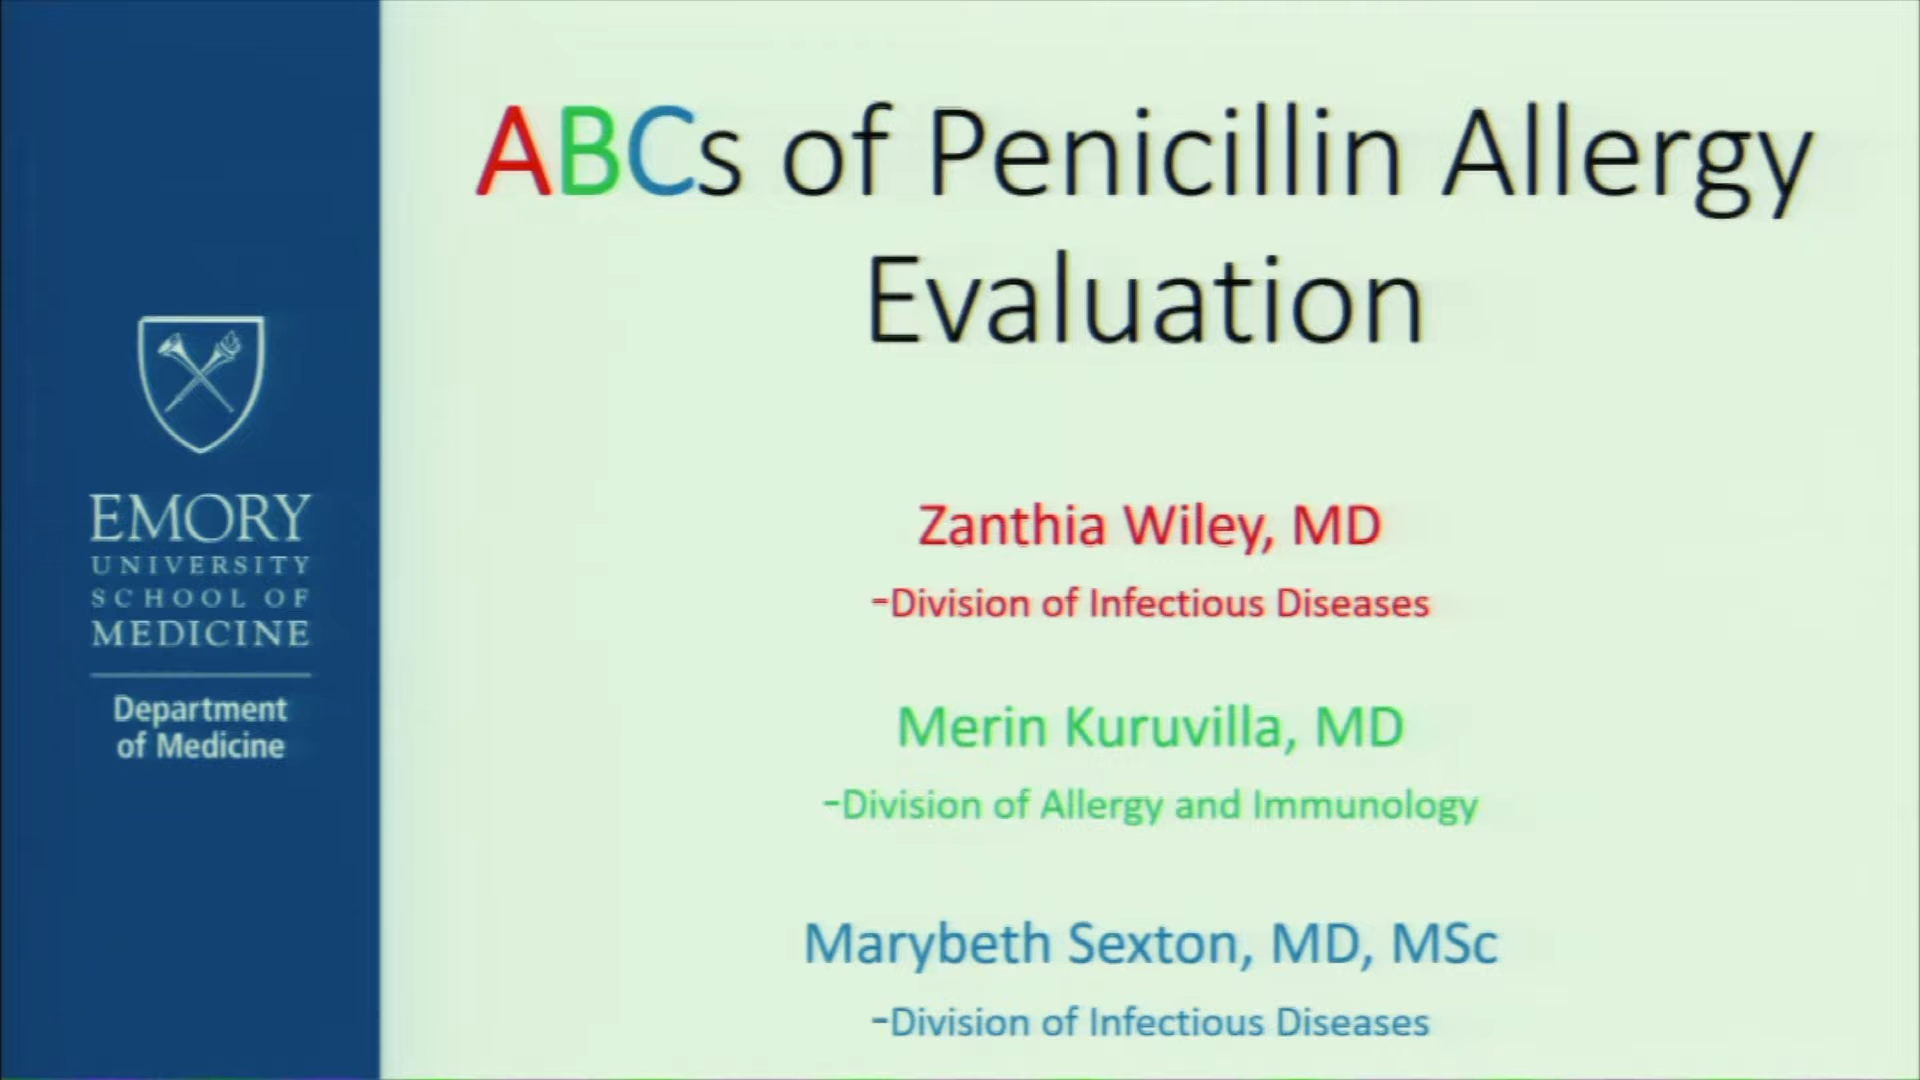 ABCs of Penicillin Allergy
Evaluation
EMORY
UNIVERSITY
SCHOOL OF
MEDICINE
Department
of Medicine
Zanthia Wiley, MD
-Division of Infectious Diseases
Merin Kuruvilla, MD
-Division of Allergy and Immunology
Marybeth Sexton, MD, MSc
-Division of Infectious Diseases